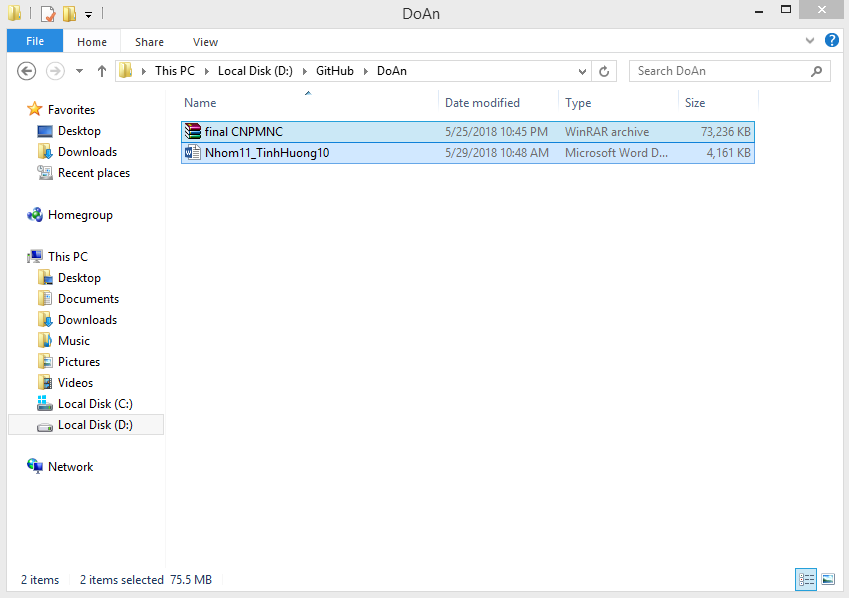 DoAn
File Home Share View
This PC Local Disk (D:) GitHub DoAn
Search DoAn
Name Date modified Type Size
final CNPMNC 5/25/2018 10:45 PM WinRAR archive 73,236 KB
Nhom11_TinhHuong10 5/29/2018 10:48 AM Microsoft Word D... 4,161 KB
Favorites
Desktop
Downloads
Recent places
Homegroup
This PC
Desktop
Documents
Downloads
Music
Pictures
Videos
Local Disk (C:)
Local Disk (D:)
Network
2 items 2 items selected 75.5 MB